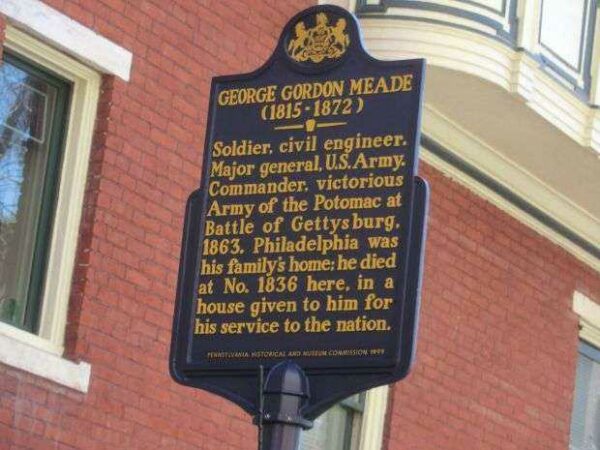 GEORGE GORDON MEADE
(1815-1872)
Soldier, civil engineer.
Major general, U.S. Army.
Commander, victorious
Army of the Potomac at
Battle of Gettysburg,
1863. Philadelphia was
his family's home; he died
at No. 1836 here, in a
house given to him for
his service to the nation.
PENNSYLVANIA HISTORICAL AND MUSEUM COMMISSION 1999